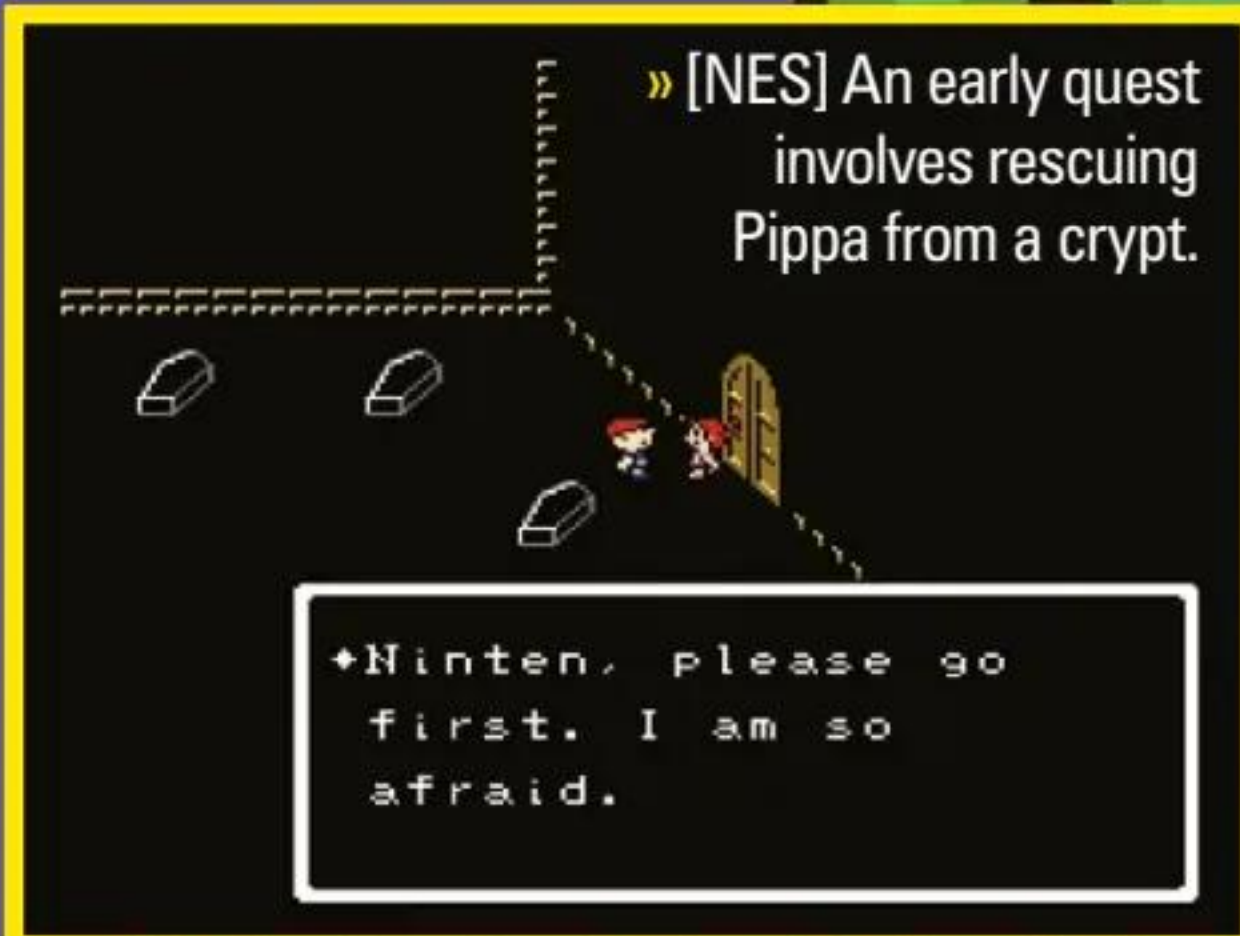 » [NES] An early quest
involves rescuing
Pippa from a crypt.
✦Ninten, please go
first. I am so
afraid.